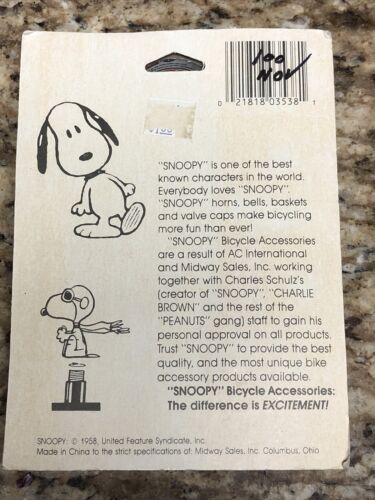 100
NOV
0 21818 03538 1
"SNOOPY" is one of the best
known characters in the world.
Everybody loves "SNOOPY".
"SNOOPY" horns, bells, baskets
and valve caps make bicycling
more fun than ever!
"SNOOPY" Bicycle Accessories
are a result of AC International
and Midway Sales, Inc. working
together with Charles Schulz's
(creator of "SNOOPY", "CHARLIE
BROWN" and the rest of the
"PEANUTS" gang) staff to gain his
personal approval on all products.
Trust "SNOOPY" to provide the best
quality, and the most unique bike
accessory products available.
"SNOOPY" Bicycle Accessories:
The difference is EXCITEMENT!
SNOOPY: © 1958, United Feature Syndicate, Inc.
Made in China to the strict specifications of: Midway Sales, Inc. Columbus, Ohio